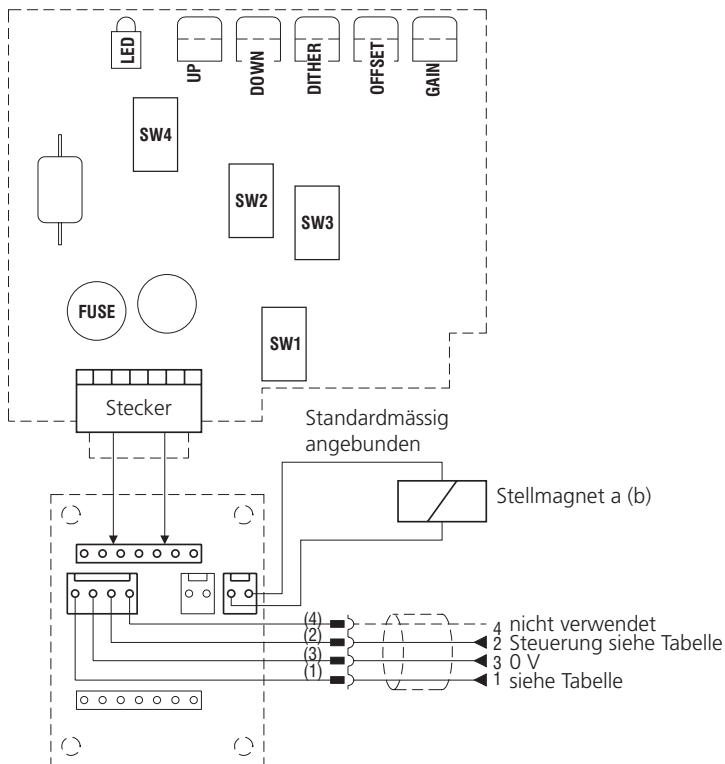 LED
UP
DOWN
DITHER
OFFSET
GAIN
SW4
SW2
SW3
FUSE
SW1
Stecker
Standardmässig
angebunden
Stellmagnet a (b)
(4)
4 nicht verwendet
(2)
2 Steuerung siehe Tabelle
(3)
3 0 V
(1)
1 siehe Tabelle